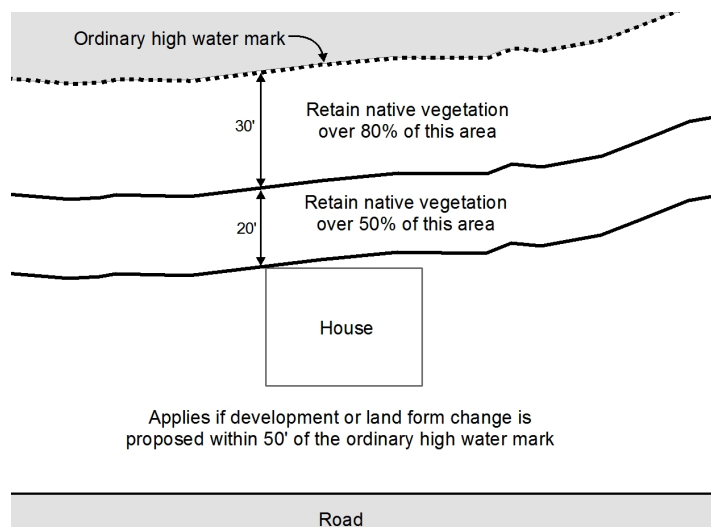 Ordinary high water mark
30'
Retain native vegetation
over 80% of this area
20'
Retain native vegetation
over 50% of this area
House
Applies if development or land form change is
proposed within 50' of the ordinary high water mark
Road